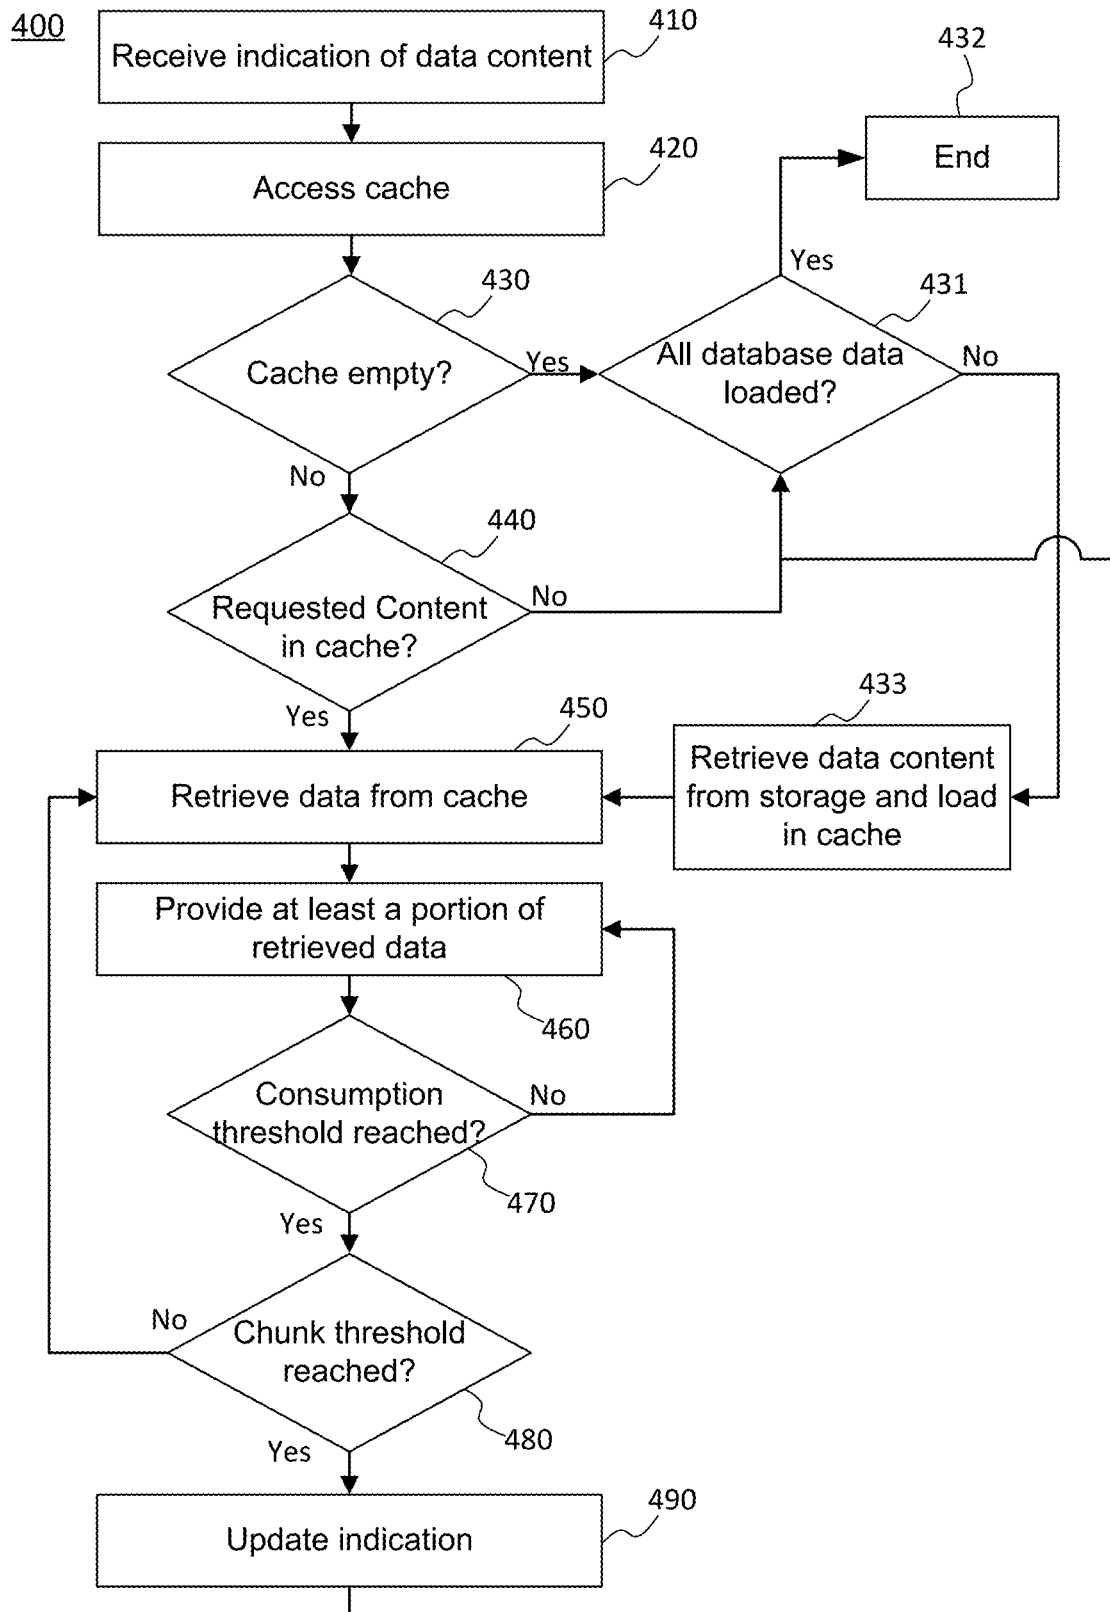 400
Receive indication of data content
410
Access cache
420
432
End
Yes
430
Cache empty?
Yes
431
All database data
loaded?
No
No
440
Requested Content
in cache?
No
Yes
450
Retrieve data from cache
433
Retrieve data content
from storage and load
in cache
Provide at least a portion of
retrieved data
460
Consumption
threshold reached?
No
470
Yes
No
Chunk threshold
reached?
480
Yes
490
Update indication